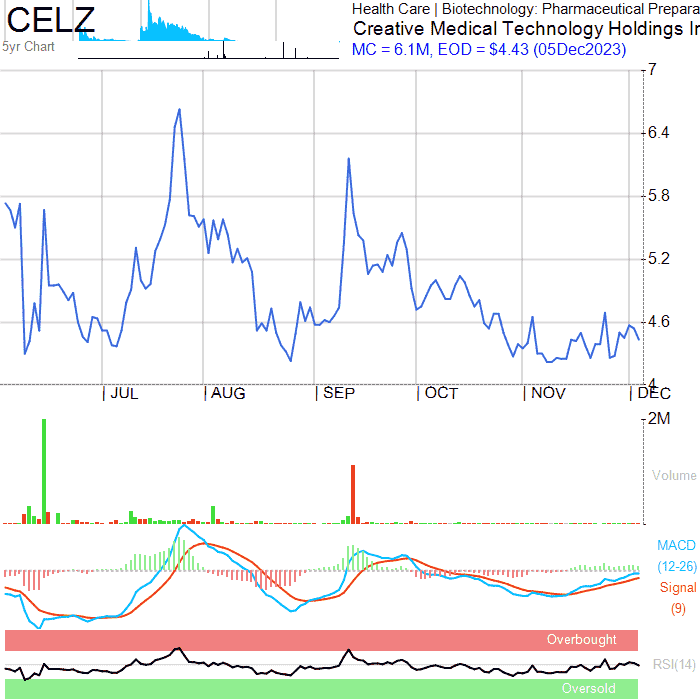 CELZ
5yr Chart
Health Care | Biotechnology: Pharmaceutical Prepara
Creative Medical Technology Holdings In
MC = 6.1M, EOD = $4.43 (05Dec2023)
7
6.4
5.8
5.2
4.6
4
JUL AUG SEP OCT NOV DEC
2M
Volume
MACD
(12-26)
Signal
(9)
Overbought
RSI(14)
Oversold